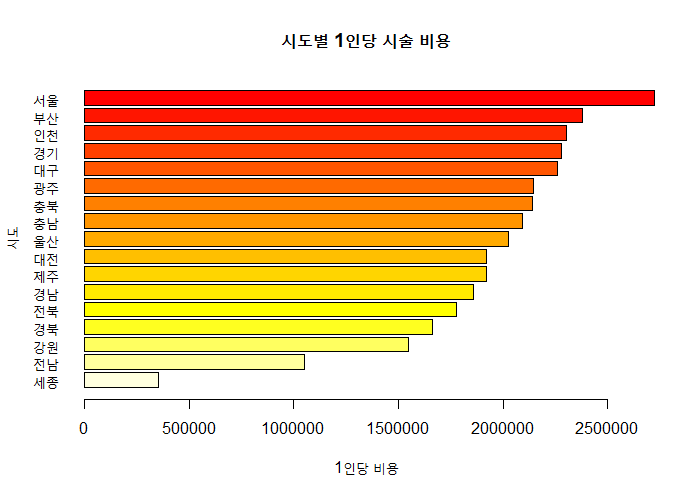 시도별 1인당 시술 비용
서울
부산
인천
경기
대구
광주
충북
충남
울산
대전
제주
경남
전북
경북
강원
전남
세종
시도
0 500000 1000000 1500000 2000000 2500000
1인당 비용